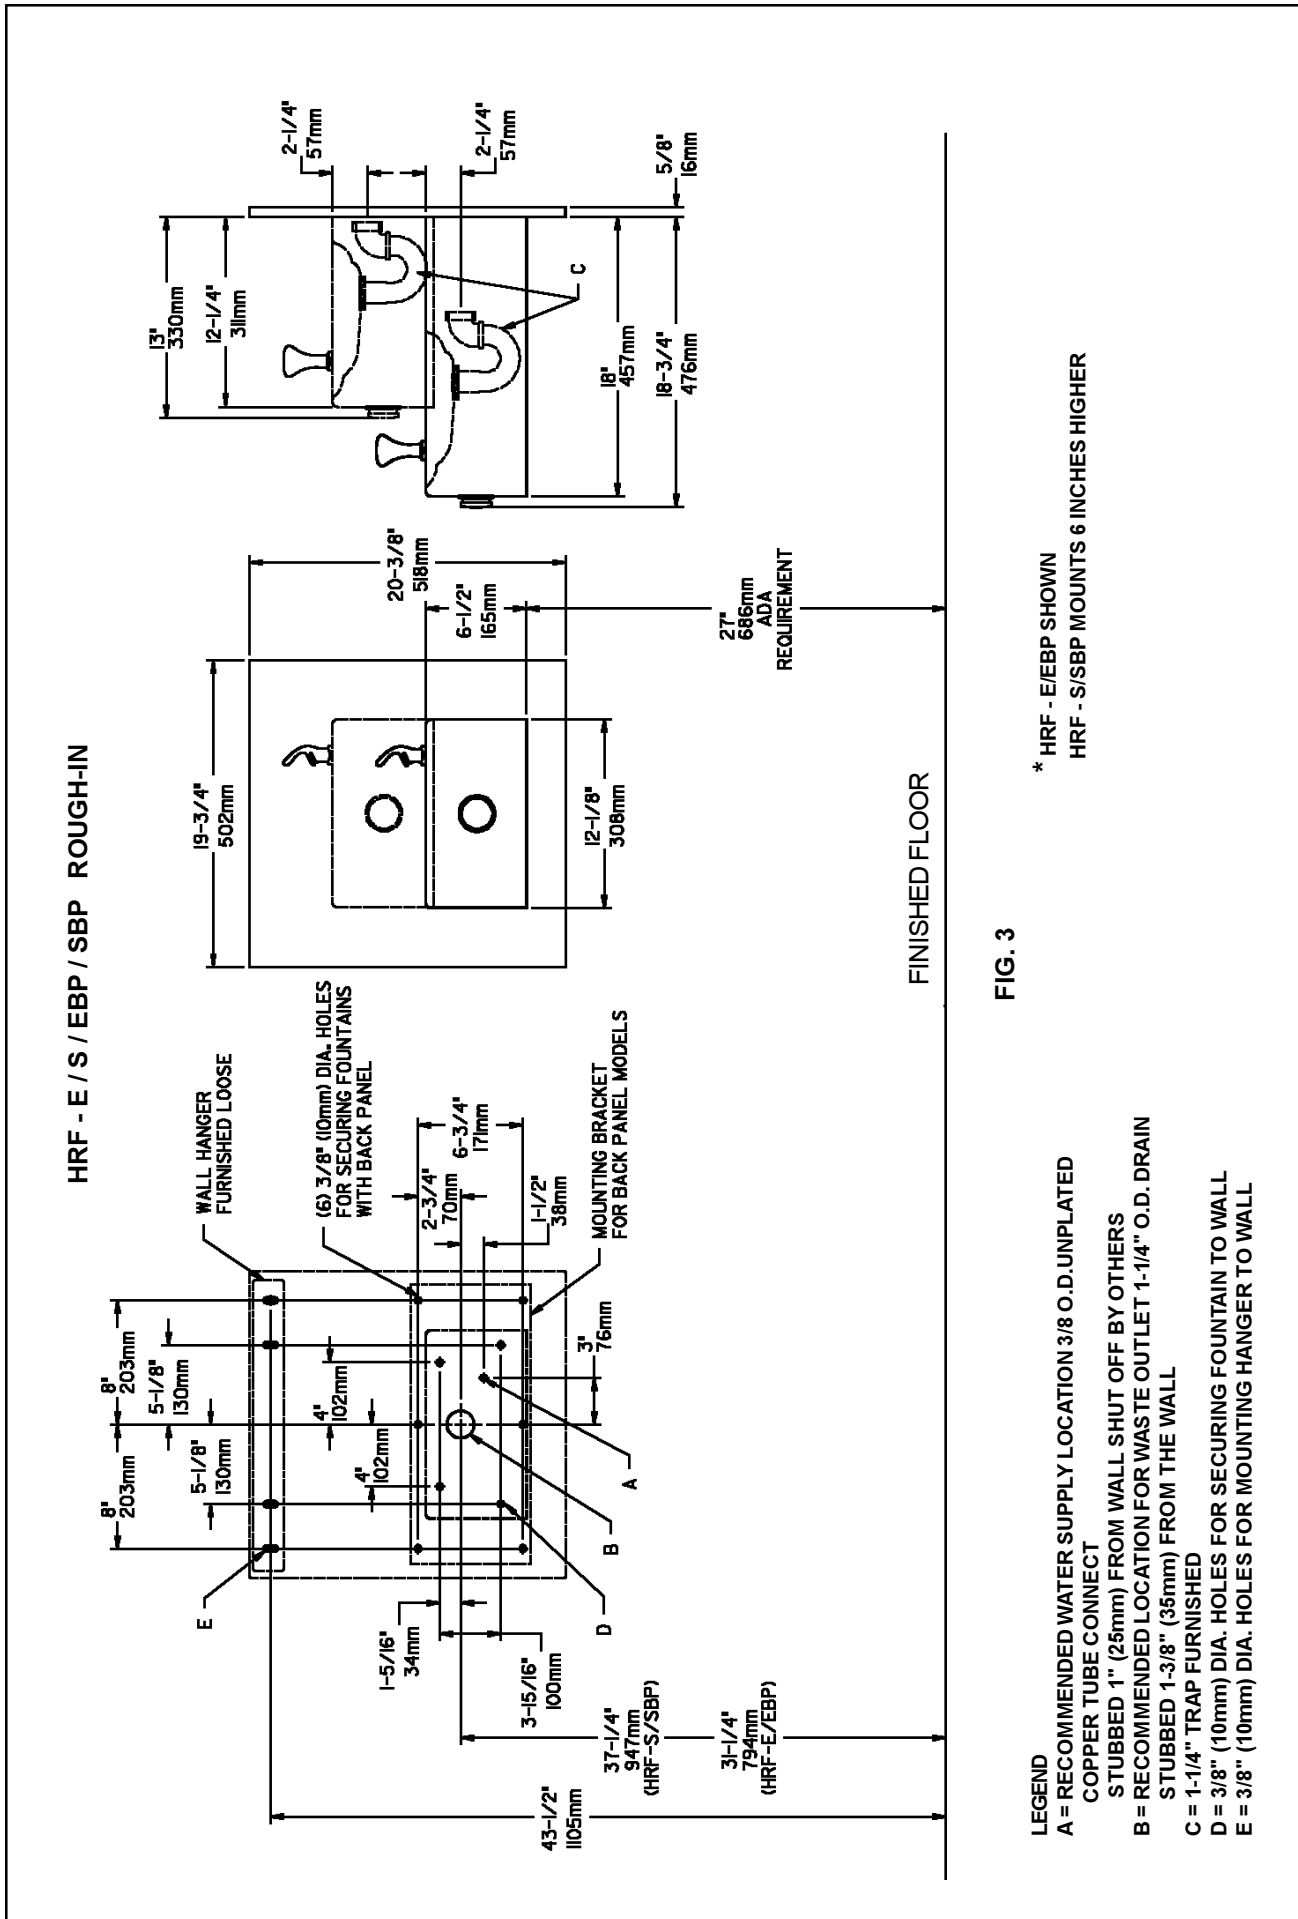 HRF - E / S / EBP / SBP ROUGH-IN
WALL HANGER
FURNISHED LOOSE
(6) 3/8" (10mm) DIA. HOLES
FOR SECURING FOUNTAINS
WITH BACK PANEL
MOUNTING BRACKET
FOR BACK PANEL MODELS
8"
203mm
8"
203mm
5-1/8"
130mm
5-1/8"
130mm
4"
102mm
4"
102mm
2-3/4"
70mm
6-3/4"
171mm
1-1/2"
38mm
3"
76mm
E
D
B
A
1-5/16"
34mm
3-15/16"
100mm
37-1/4"
947mm
(HRF-S/SBP)
31-1/4"
794mm
(HRF-E/EBP)
43-1/2"
1105mm
19-3/4"
502mm
20-3/8"
518mm
6-1/2"
165mm
12-1/8"
308mm
27"
686mm
ADA
REQUIREMENT
13"
330mm
12-1/4"
311mm
2-1/4"
57mm
2-1/4"
57mm
C
18"
457mm
18-3/4"
476mm
5/8"
16mm
FINISHED FLOOR
FIG. 3
* HRF - E/EBP SHOWN
HRF - S/SBP MOUNTS 6 INCHES HIGHER
LEGEND
A = RECOMMENDED WATER SUPPLY LOCATION 3/8 O.D.UNPLATED
COPPER TUBE CONNECT
STUBBED 1" (25mm) FROM WALL SHUT OFF BY OTHERS
B = RECOMMENDED LOCATION FOR WASTE OUTLET 1-1/4" O.D. DRAIN
STUBBED 1-3/8" (35mm) FROM THE WALL
C = 1-1/4" TRAP FURNISHED
D = 3/8" (10mm) DIA. HOLES FOR SECURING FOUNTAIN TO WALL
E = 3/8" (10mm) DIA. HOLES FOR MOUNTING HANGER TO WALL